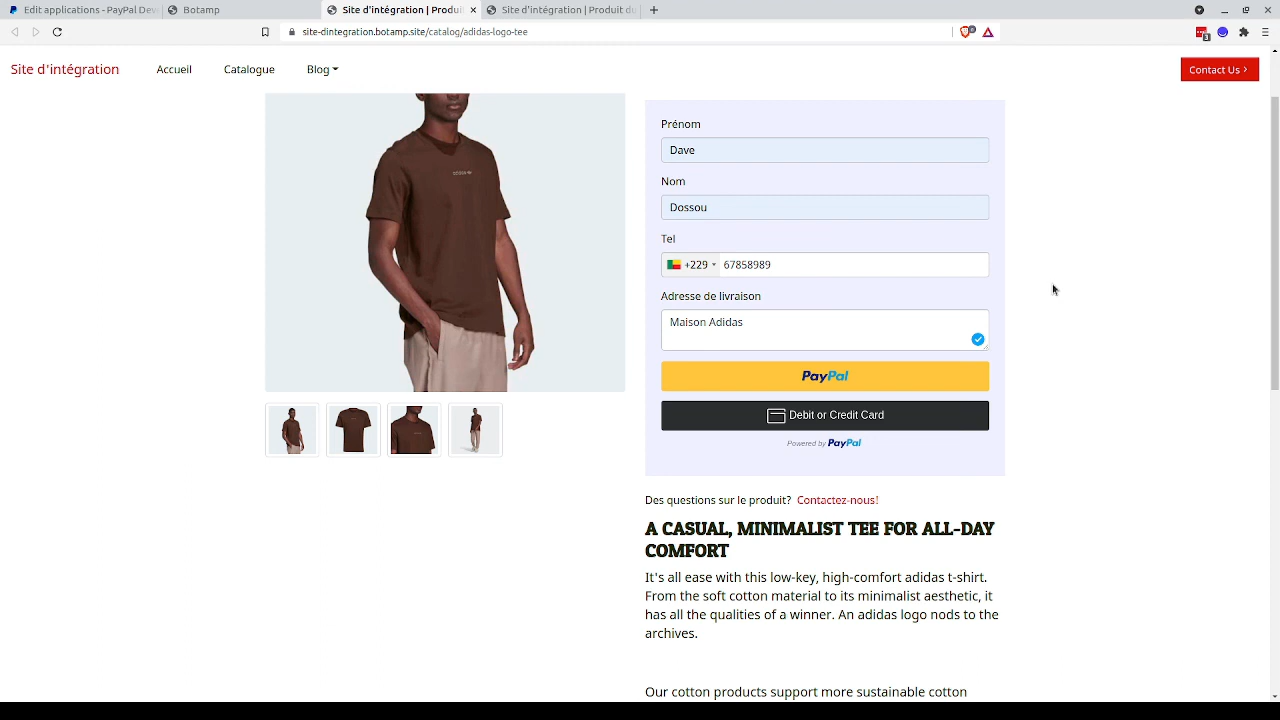 Edit applications - PayPal Dev
Botamp
Site d'intégration | Produi
Site d'intégration | Produit du
site-dintegration.botamp.site/catalog/adidas-logo-tee
3
Site d'intégration
Accueil
Catalogue
Blog
Contact Us
Prénom
Dave
Nom
Dossou
Tel
+229 67858989
Adresse de livraison
Maison Adidas
PayPal
Debit or Credit Card
Powered by PayPal
Des questions sur le produit? Contactez-nous!
A CASUAL, MINIMALIST TEE FOR ALL-DAY
COMFORT
It's all ease with this low-key, high-comfort adidas t-shirt.
From the soft cotton material to its minimalist aesthetic, it
has all the qualities of a winner. An adidas logo nods to the
archives.
Our cotton products support more sustainable cotton